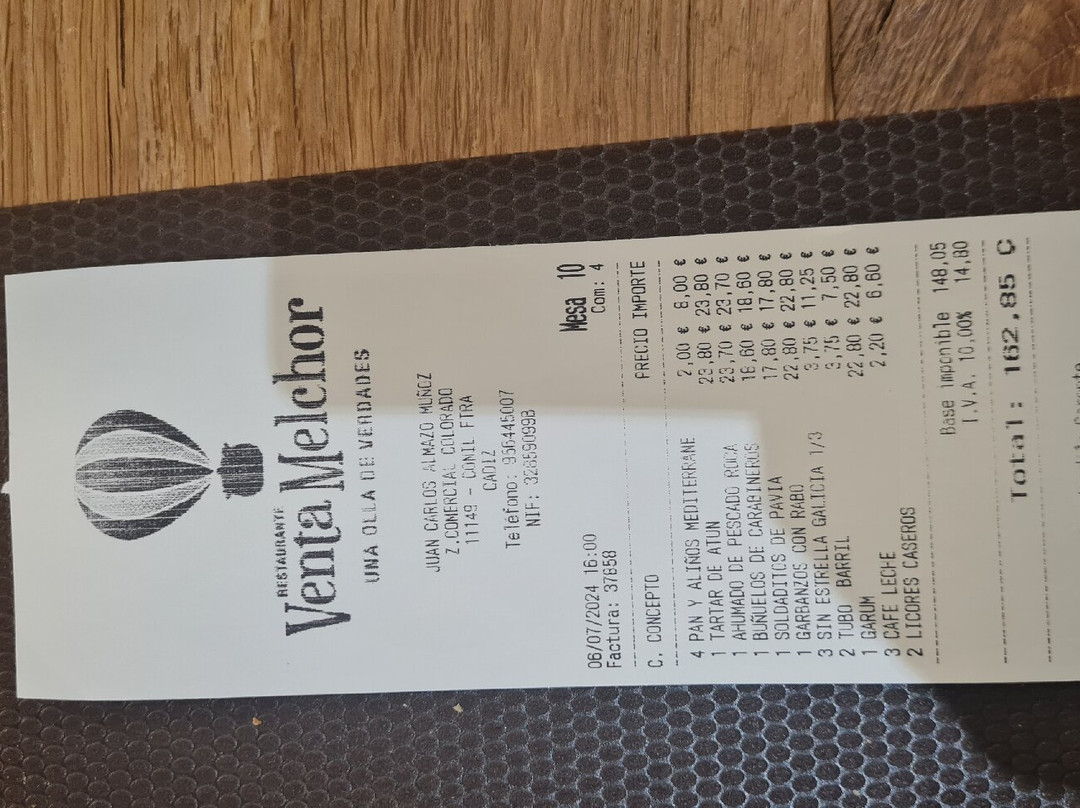 RESTAURANTE
Venta Melchor
UNA OLLA DE VERDADES
JUAN CARLOS ALMAZO MUÑOZ
Z.COMERCIAL COLORADO
11149 - CONIL FTRA
CADIZ
Teléfono: 956445007
NIF: 32859099B
Mesa 10
06/07/2024 16:00 Com: 4
Factura: 37858
C. CONCEPTO PRECIO IMPORTE
4 PAN Y ALIÑOS MEDITERRANE 2,00 € 8,00 €
1 TARTAR DE ATUN 23,80 € 23,80 €
1 AHUMADO DE PESCADO ROCA 23,70 € 23,70 €
1 BUÑUELOS DE CARABINEROS 18,60 € 18,60 €
1 SOLDADITOS DE PAVIA 17,80 € 17,80 €
1 GARBANZOS CON RABO 22,80 € 22,80 €
3 SIN ESTRELLA GALICIA 1/3 3,75 € 11,25 €
2 TUBO BARRIL 3,75 € 7,50 €
1 GARUM 22,80 € 22,80 €
3 CAFE LECHE 2,20 € 6,60 €
2 LICORES CASEROS
Base imponible 148,05
I.V.A. 10,00% 14,80
Total: 162,85 €